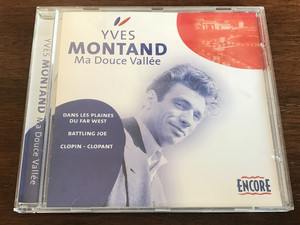 YVES
MONTAND
Ma Douce Vallée
DANS LES PLAINES
DU FAR WEST
BATTLING JOE
CLOPIN - CLOPANT
ENCORE
YVES MONTAND Ma Douce Vallée